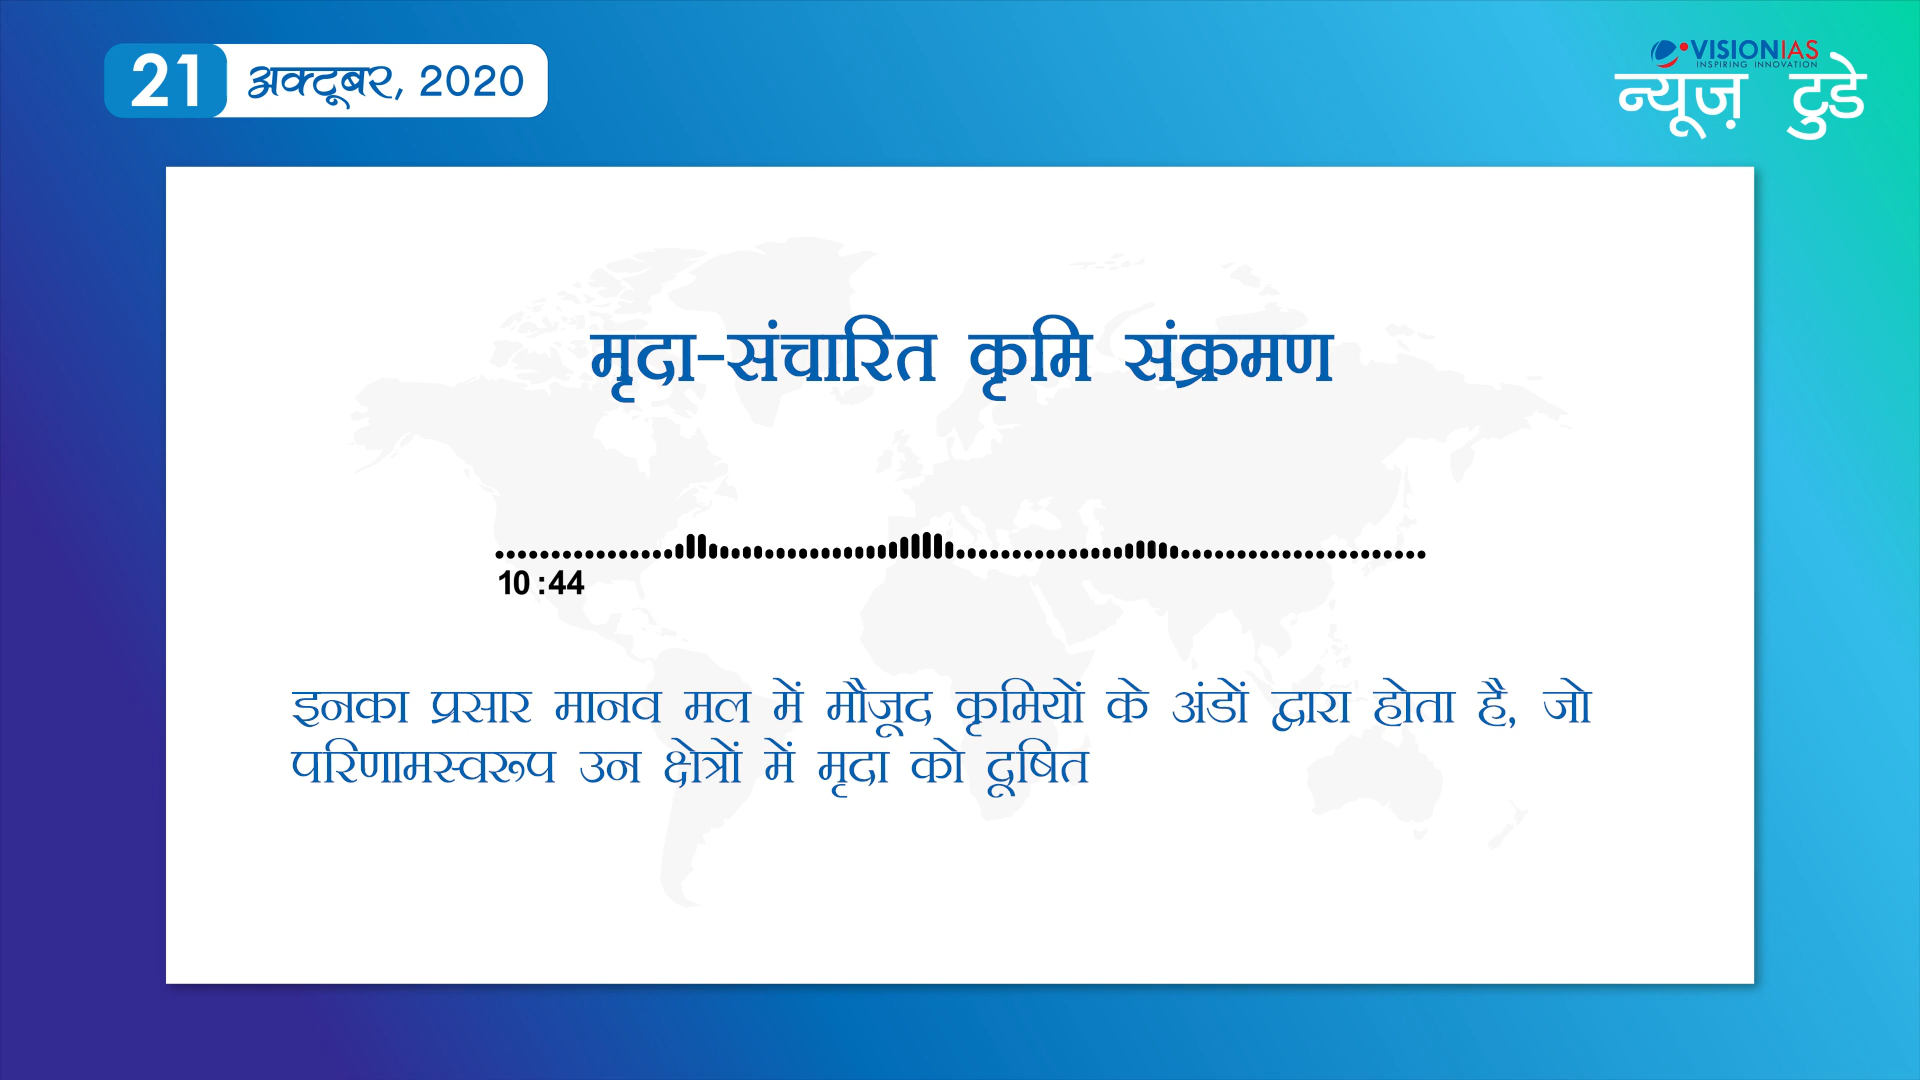 21 अक्टूबर, 2020
VISIONIAS
INSPIRING INNOVATION
न्यूज़ टुडे
मृदा-संचारित कृमि संक्रमण
10:44
इनका प्रसार मानव मल में मौजूद कृमियों के अंडों द्वारा होता है, जो
परिणामस्वरूप उन क्षेत्रों में मृदा को दूषित